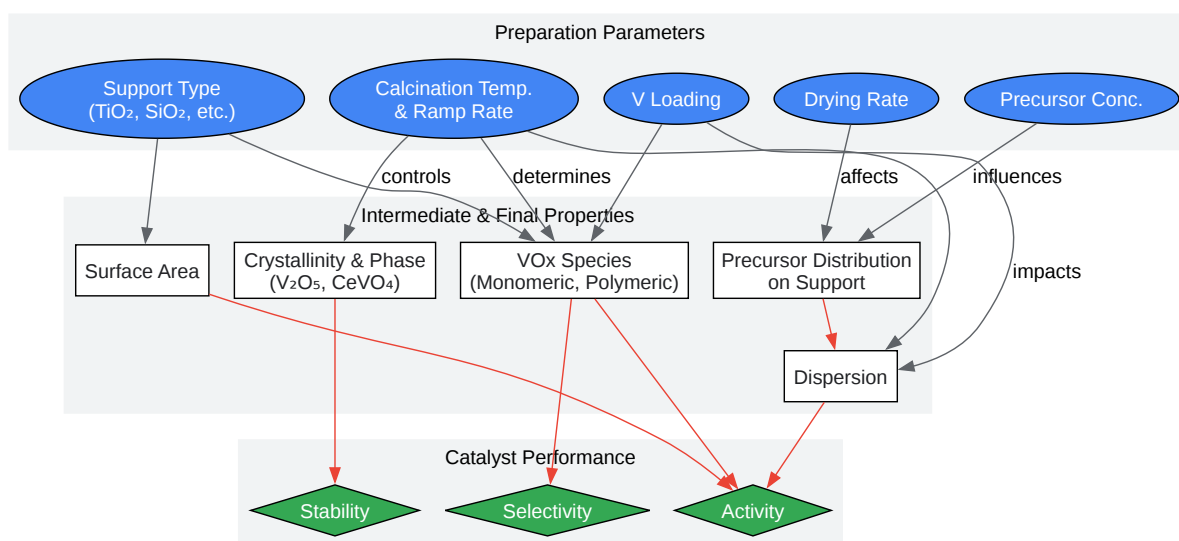 Preparation Parameters
Support Type
(TiO₂, SiO₂, etc.)
Calcination Temp.
& Ramp Rate
V Loading
Drying Rate
Precursor Conc.
controls
determines
affects
influences
Intermediate & Final Properties
Surface Area
Crystallinity & Phase
(V₂O₅, CeVO₄)
VOx Species
(Monomeric, Polymeric)
Precursor Distribution
on Support
impacts
Dispersion
Catalyst Performance
Stability
Selectivity
Activity